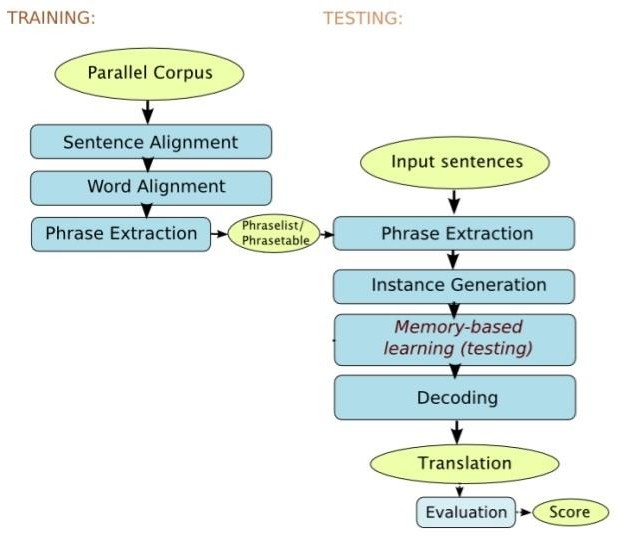 TRAINING:
TESTING:
Parallel Corpus
Sentence Alignment
Word Alignment
Phrase Extraction
Phraselist/
Phrasetable
Input sentences
Phrase Extraction
Instance Generation
Memory-based
learning (testing)
Decoding
Translation
Evaluation
Score